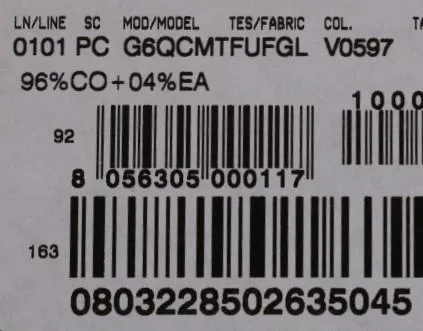 LN/LINE SC MOD/MODEL TES/FABRIC COL.
0101 PC G6QCMTFUFGL V0597
96%CO+04%EA
1000
92
8 056305 000117
163
0803228502635045